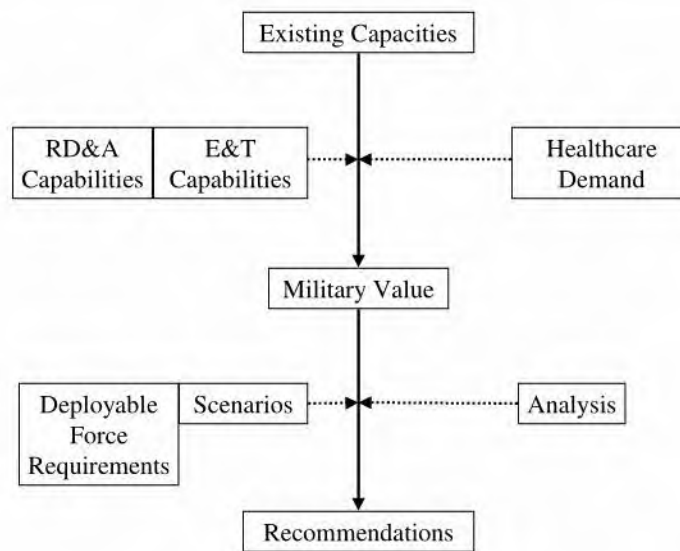 Existing Capacities
RD&A
Capabilities
E&T
Capabilities
Healthcare
Demand
Military Value
Deployable
Force
Requirements
Scenarios
Analysis
Recommendations